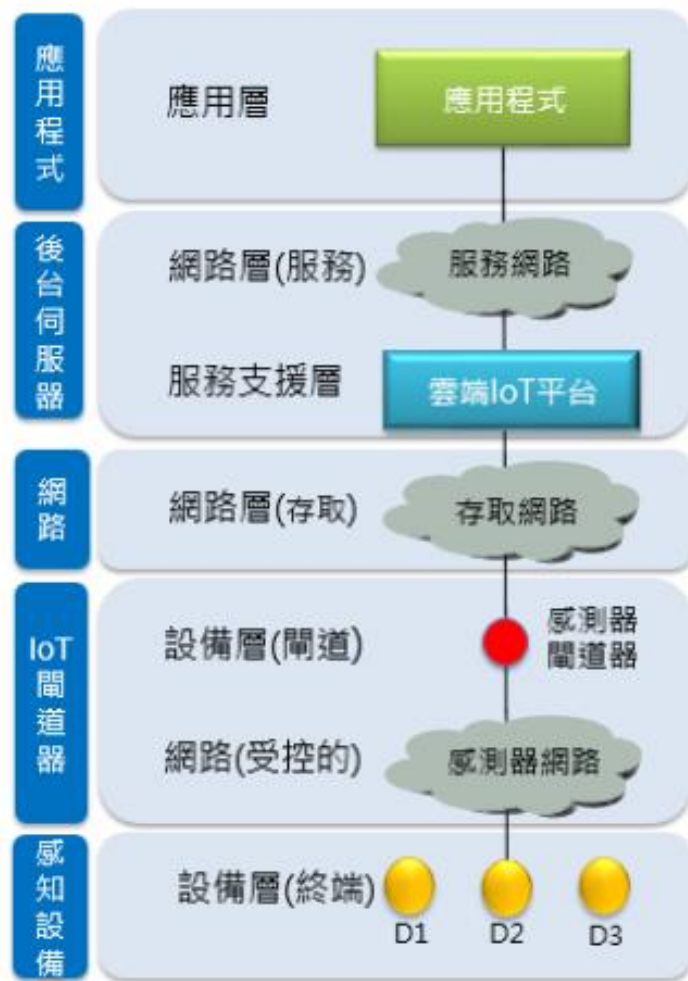 應用程式
應用層
應用程式
後台伺服器
網路層(服務)
服務網路
服務支援層
雲端IoT平台
網路
網路層(存取)
存取網路
IoT閘道器
設備層(閘道)
感測器
閘道器
網路(受控的)
感測器網路
感知設備
設備層(終端)
D1
D2
D3